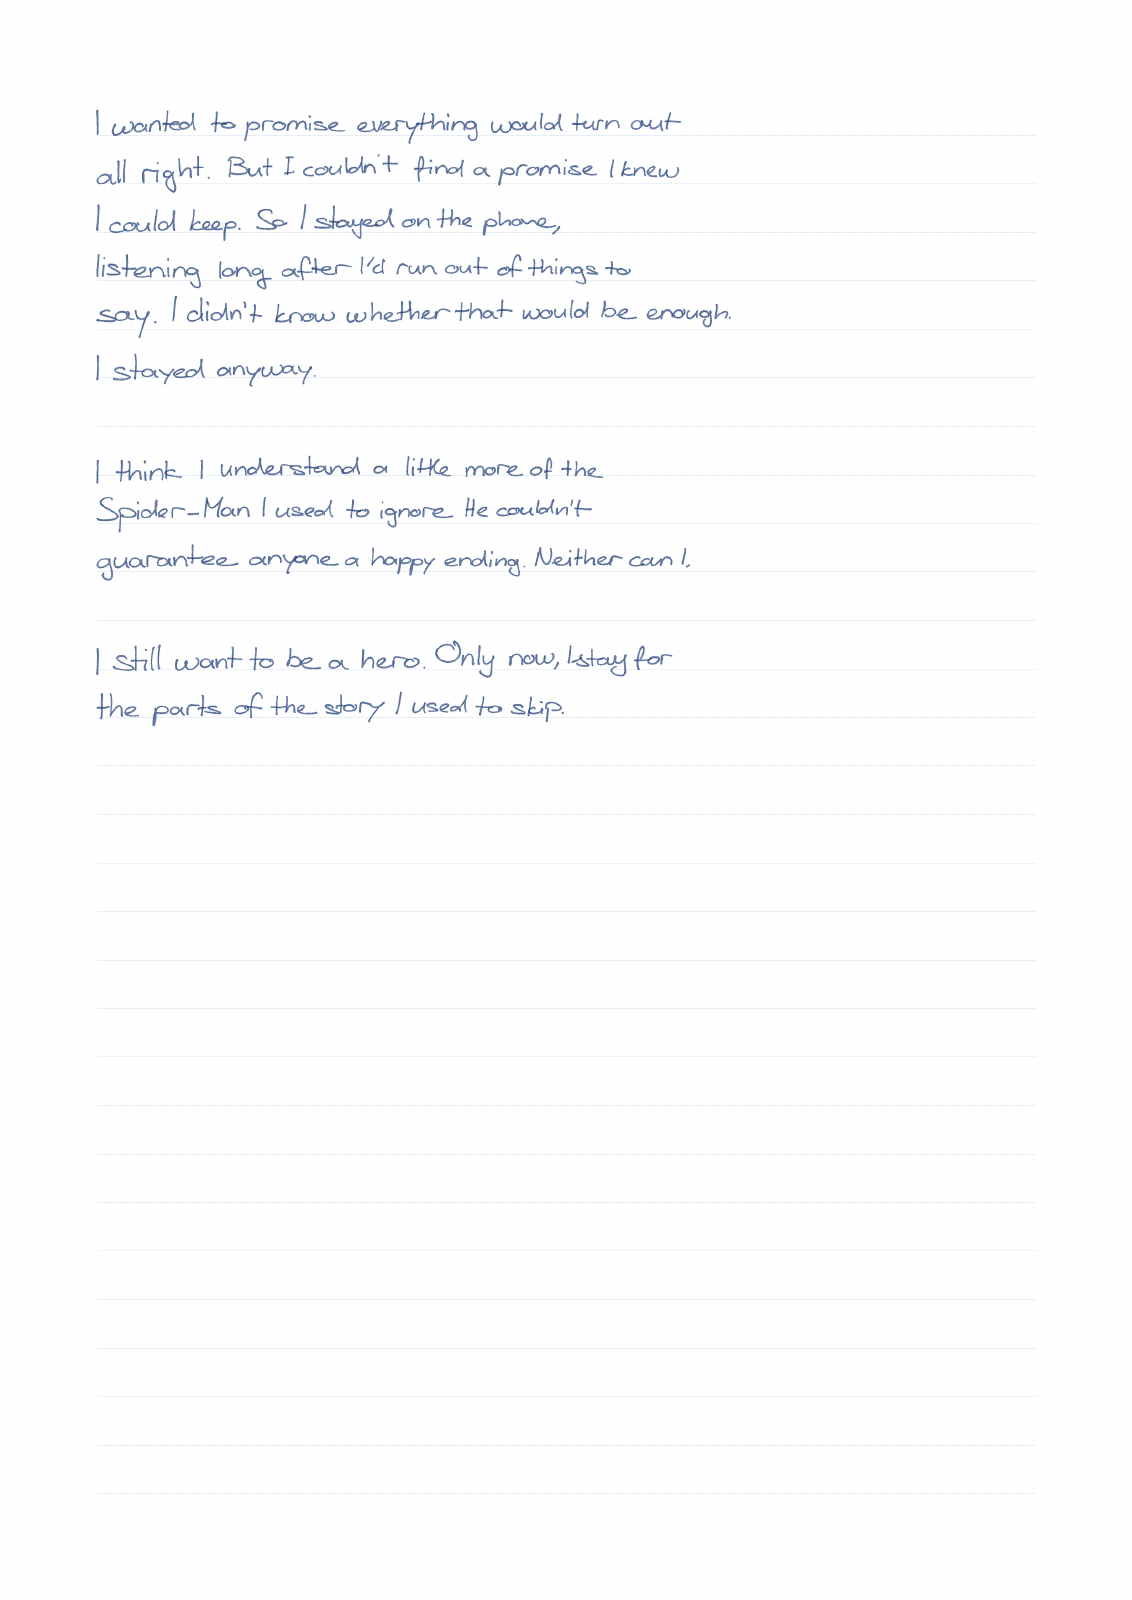 I wanted to promise everything would turn out
all right. But I couldn't find a promise I knew
I could keep. So I stayed on the phone,
listening long after I'd run out of things to
say. I didn't know whether that would be enough.
I stayed anyway.
I think I understand a little more of the
Spider-Man I used to ignore He couldn't
guarantee anyone a happy ending. Neither can I.
I still want to be a hero. Only now, I stay for
the parts of the story I used to skip.